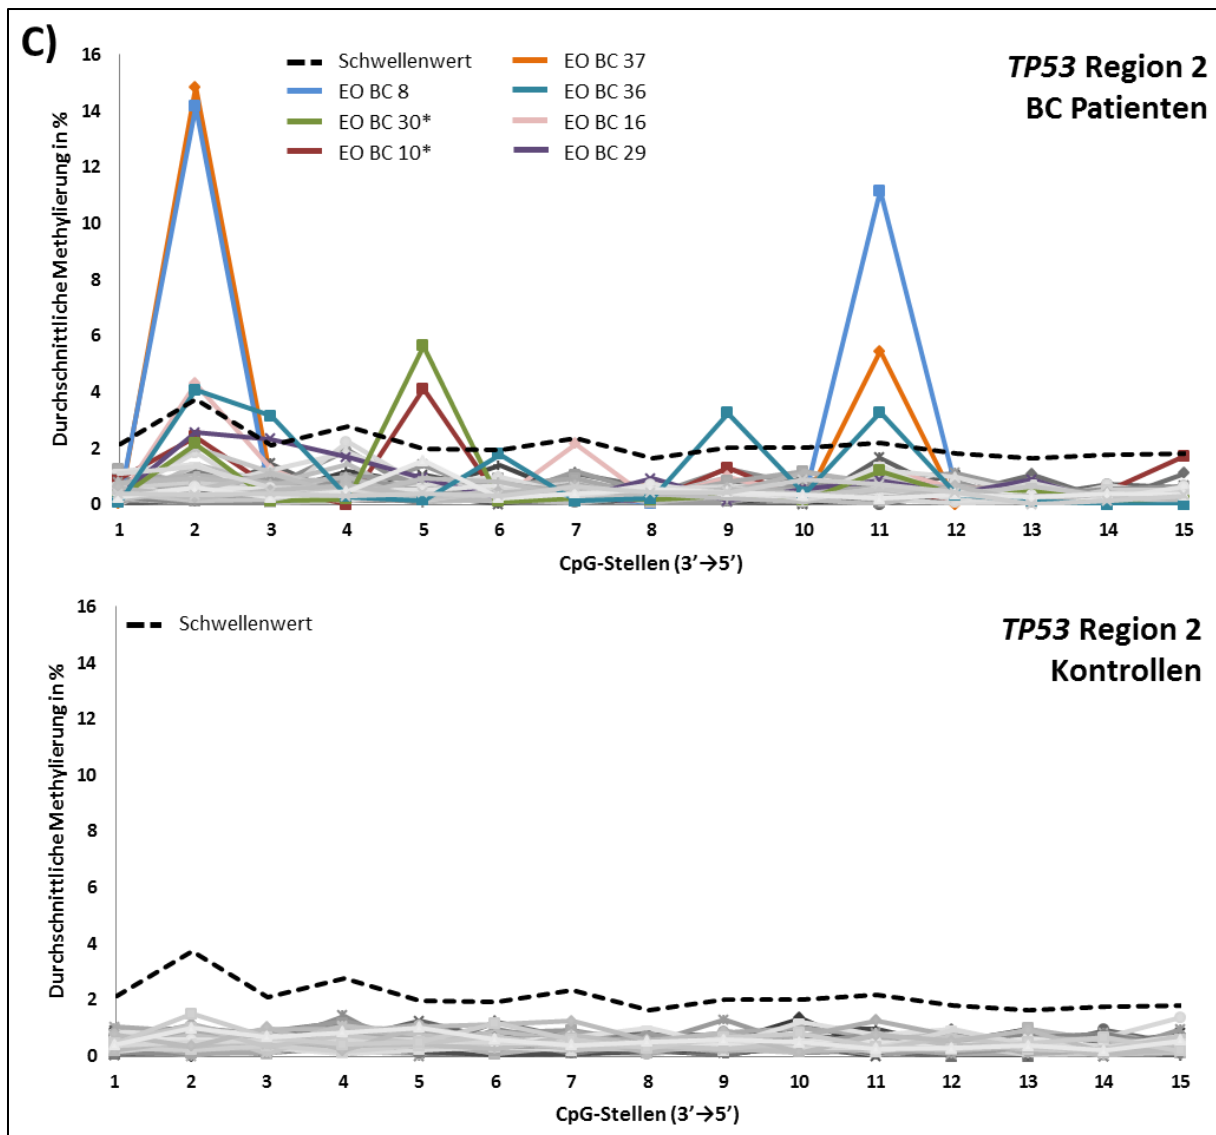 C)
TP53 Region 2
BC Patienten
Schwellenwert
EO BC 8
EO BC 30*
EO BC 10*
EO BC 37
EO BC 36
EO BC 16
EO BC 29
Durchschnittliche Methylierung in %
16
14
12
10
8
6
4
2
0
1 2 3 4 5 6 7 8 9 10 11 12 13 14 15
CpG-Stellen (3’→5’)
TP53 Region 2
Kontrollen
Schwellenwert
Durchschnittliche Methylierung in %
16
14
12
10
8
6
4
2
0
1 2 3 4 5 6 7 8 9 10 11 12 13 14 15
CpG-Stellen (3’→5’)